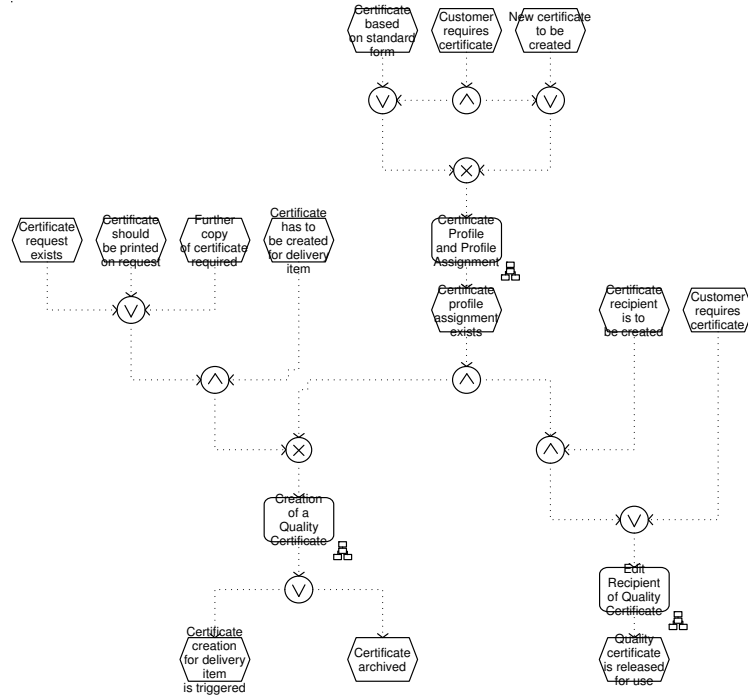 Certificate
based
on standard
form
Customer
requires
certificate
New certificate
to be
created
Certificate
request
exists
Certificate
should
be printed
on request
Further
copy
of certificate
required
Certificate
has to
be created
for delivery
item
Certificate
Profile
and Profile
Assignment
Certificate
profile
assignment
exists
Certificate
recipient
is to
be created
Customer
requires
certificate
Creation
of a
Quality
Certificate
Edit
Recipient
of Quality
Certificate
Certificate
creation
for delivery
item
is triggered
Certificate
archived
Quality
certificate
is released
for use